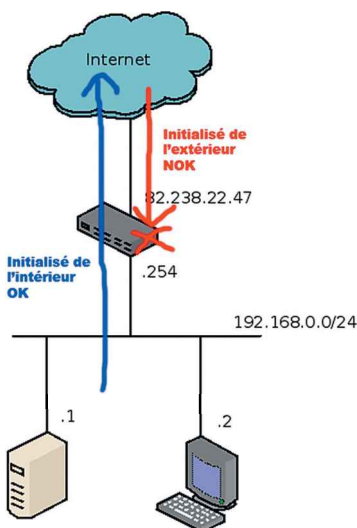 Internet
Initialisé de
l'extérieur
NOK
82.238.22.47
Initialisé de
l'intérieur
OK
.254
192.168.0.0/24
.1
.2